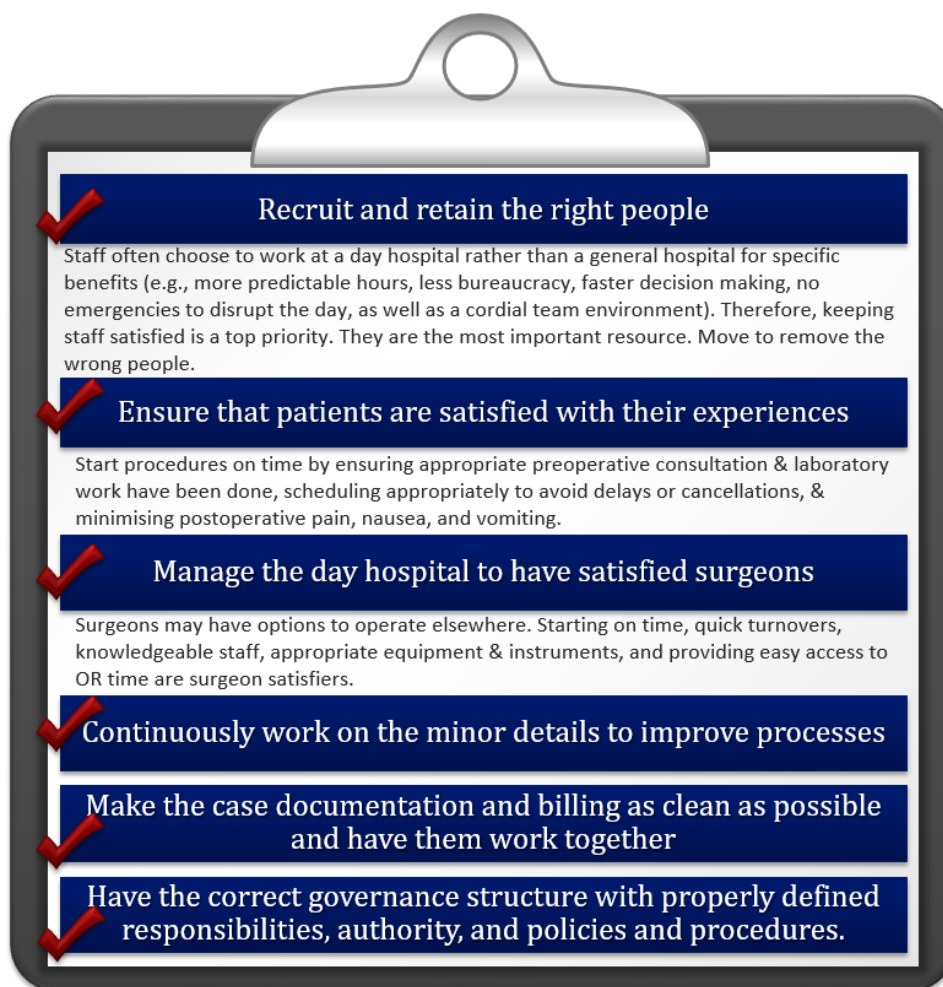 Recruit and retain the right people
Staff often choose to work at a day hospital rather than a general hospital for specific
benefits (e.g., more predictable hours, less bureaucracy, faster decision making, no
emergencies to disrupt the day, as well as a cordial team environment). Therefore, keeping
staff satisfied is a top priority. They are the most important resource. Move to remove the
wrong people.
Ensure that patients are satisfied with their experiences
Start procedures on time by ensuring appropriate preoperative consultation & laboratory
work have been done, scheduling appropriately to avoid delays or cancellations, &
minimising postoperative pain, nausea, and vomiting.
Manage the day hospital to have satisfied surgeons
Surgeons may have options to operate elsewhere. Starting on time, quick turnovers,
knowledgeable staff, appropriate equipment & instruments, and providing easy access to
OR time are surgeon satisfiers.
Continuously work on the minor details to improve processes
Make the case documentation and billing as clean as possible
and have them work together
Have the correct governance structure with properly defined
responsibilities, authority, and policies and procedures.